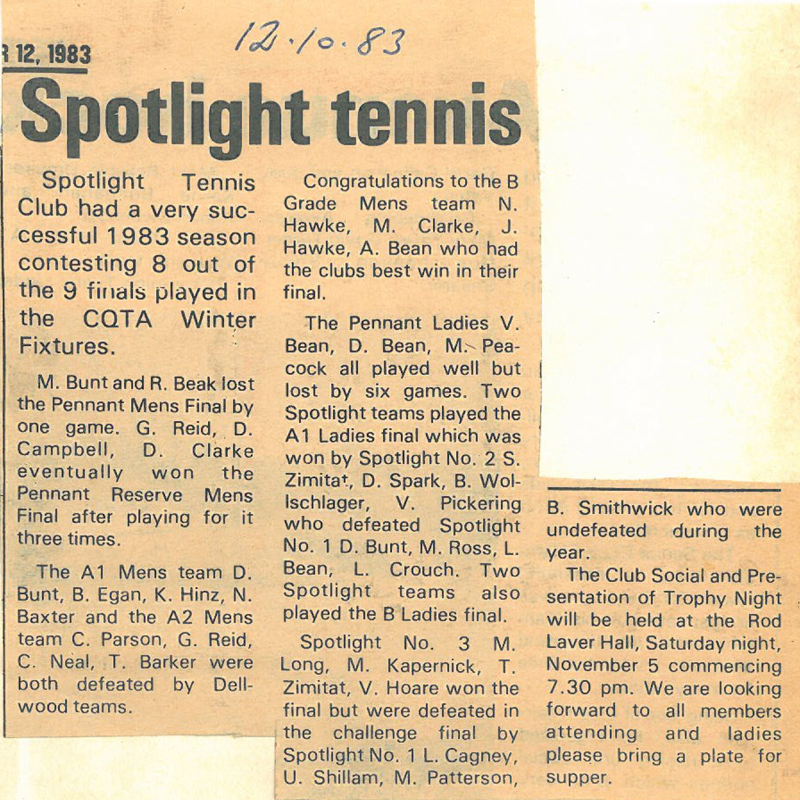 12.10.83
R 12, 1983
Spotlight tennis
Spotlight Tennis
Club had a very suc-
cessful 1983 season
contesting 8 out of
the 9 finals played in
the CQTA Winter
Fixtures.
M. Bunt and R. Beak lost
the Pennant Mens Final by
one game. G. Reid, D.
Campbell, D. Clarke
eventually won the
Pennant Reserve Mens
Final after playing for it
three times.
The A1 Mens team D.
Bunt, B. Egan, K. Hinz, N.
Baxter and the A2 Mens
team C. Parson, G. Reid,
C. Neal, T. Barker were
both defeated by Dell-
wood teams.
Congratulations to the B
Grade Mens team N.
Hawke, M. Clarke, J.
Hawke, A. Bean who had
the clubs best win in their
final.
The Pennant Ladies V.
Bean, D. Bean, M. Pea-
cock all played well but
lost by six games. Two
Spotlight teams played the
A1 Ladies final which was
won by Spotlight No. 2 S.
Zimitat, D. Spark, B. Wol-
lschlager, V. Pickering
who defeated Spotlight
No. 1 D. Bunt, M. Ross, L.
Bean, L. Crouch. Two
Spotlight teams also
played the B Ladies final.
Spotlight No. 3 M.
Long, M. Kapernick, T.
Zimitat, V. Hoare won the
final but were defeated in
the challenge final by
Spotlight No. 1 L. Cagney,
U. Shillam, M. Patterson,
B. Smithwick who were
undefeated during the
year.
The Club Social and Pre-
sentation of Trophy Night
will be held at the Rod
Laver Hall, Saturday night,
November 5 commencing
7.30 pm. We are looking
forward to all members
attending and ladies
please bring a plate for
supper.